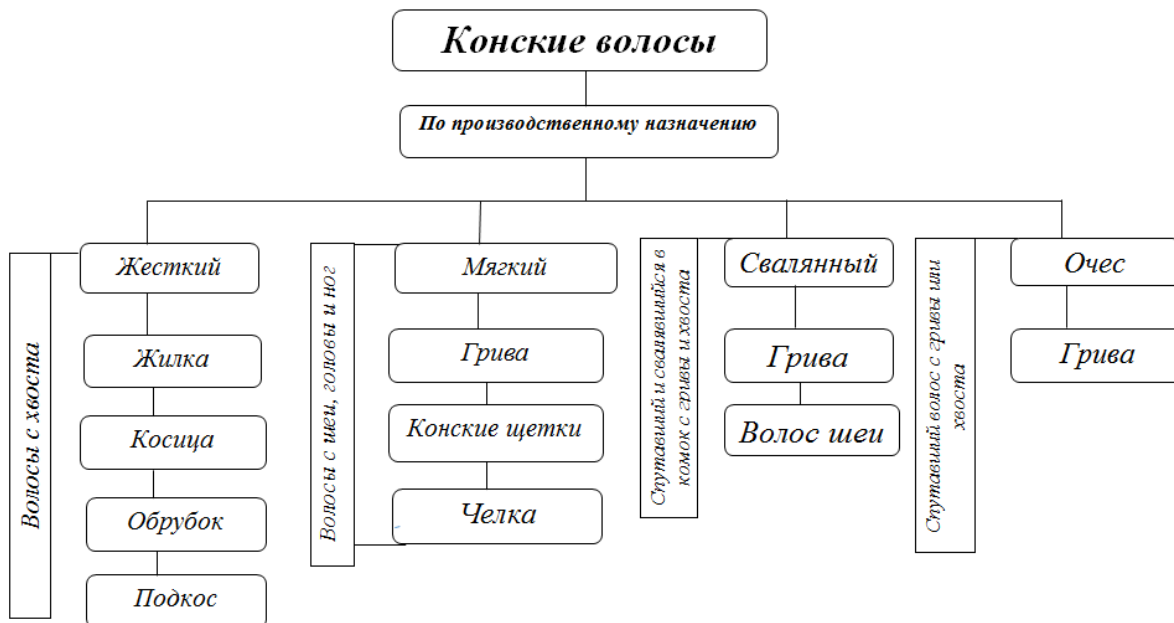 Конские волосы
По производственному назначению
Волосы с хвоста
Жесткий
Жилка
Косица
Обрубок
Подкос
Волосы с шеи, головы и ног
Мягкий
Грива
Конские щетки
Челка
Спутавший и свалявшийся в
комок с гривы и хвоста
Свалянный
Грива
Волос шеи
Спутавший волос с гривы или
хвоста
Очес
Грива